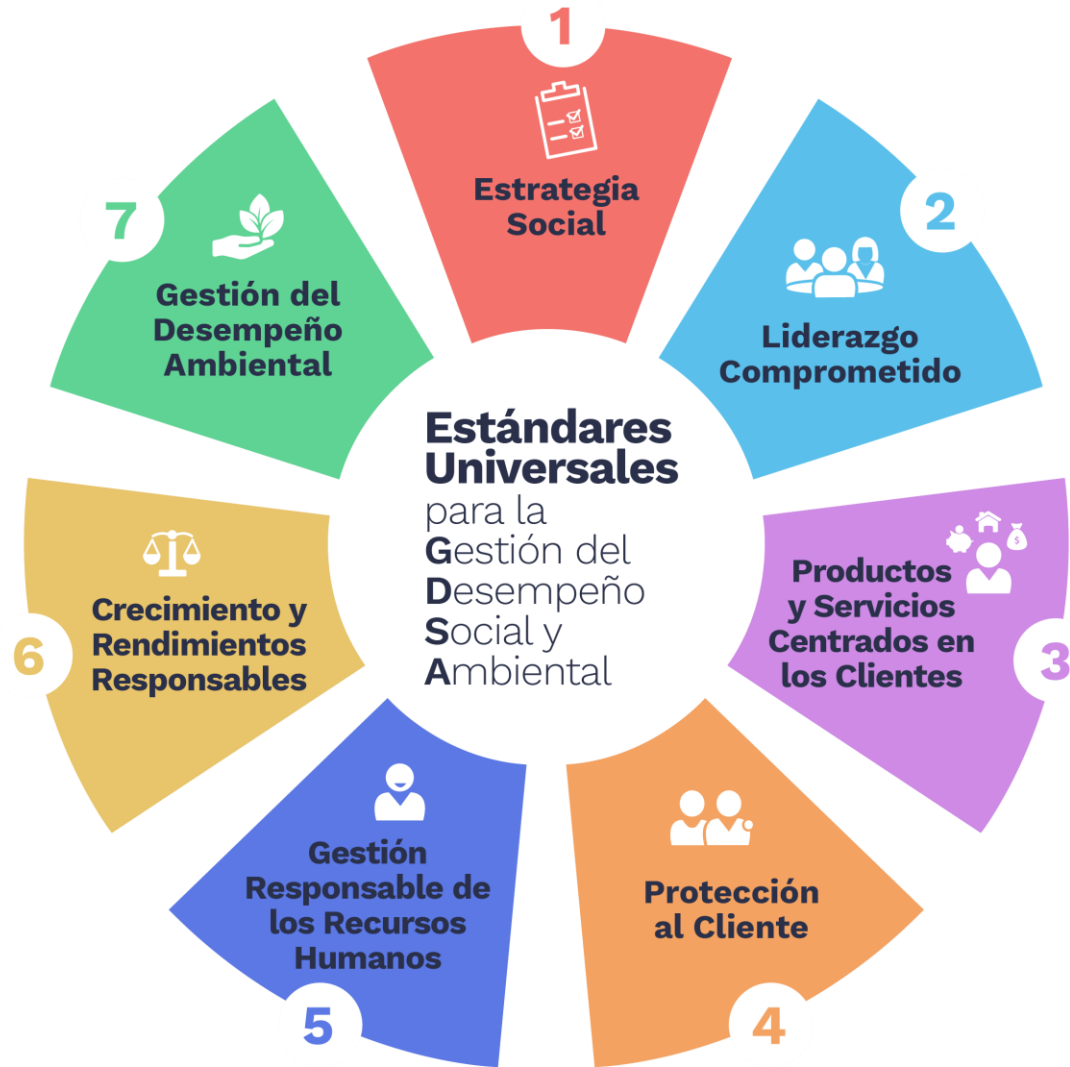 1
Estrategia
Social
2
Liderazgo
Comprometido
3
Productos
y Servicios
Centrados en
los Clientes
4
Protección
al Cliente
5
Gestión
Responsable de
los Recursos
Humanos
6
Crecimiento y
Rendimientos
Responsables
7
Gestión del
Desempeño
Ambiental
Estándares
Universales
para la
Gestión del
Desempeño
Social y
Ambiental
$